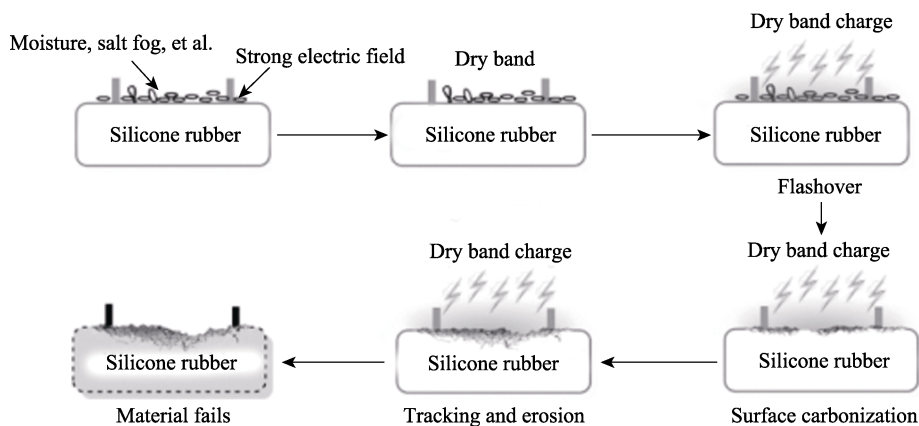 Dry band charge
Moisture, salt fog, et al.
Strong electric field
Dry band
Silicone rubber
Silicone rubber
Silicone rubber
Flashover
Dry band charge
Dry band charge
Silicone rubber
Silicone rubber
Silicone rubber
Material fails
Tracking and erosion
Surface carbonization